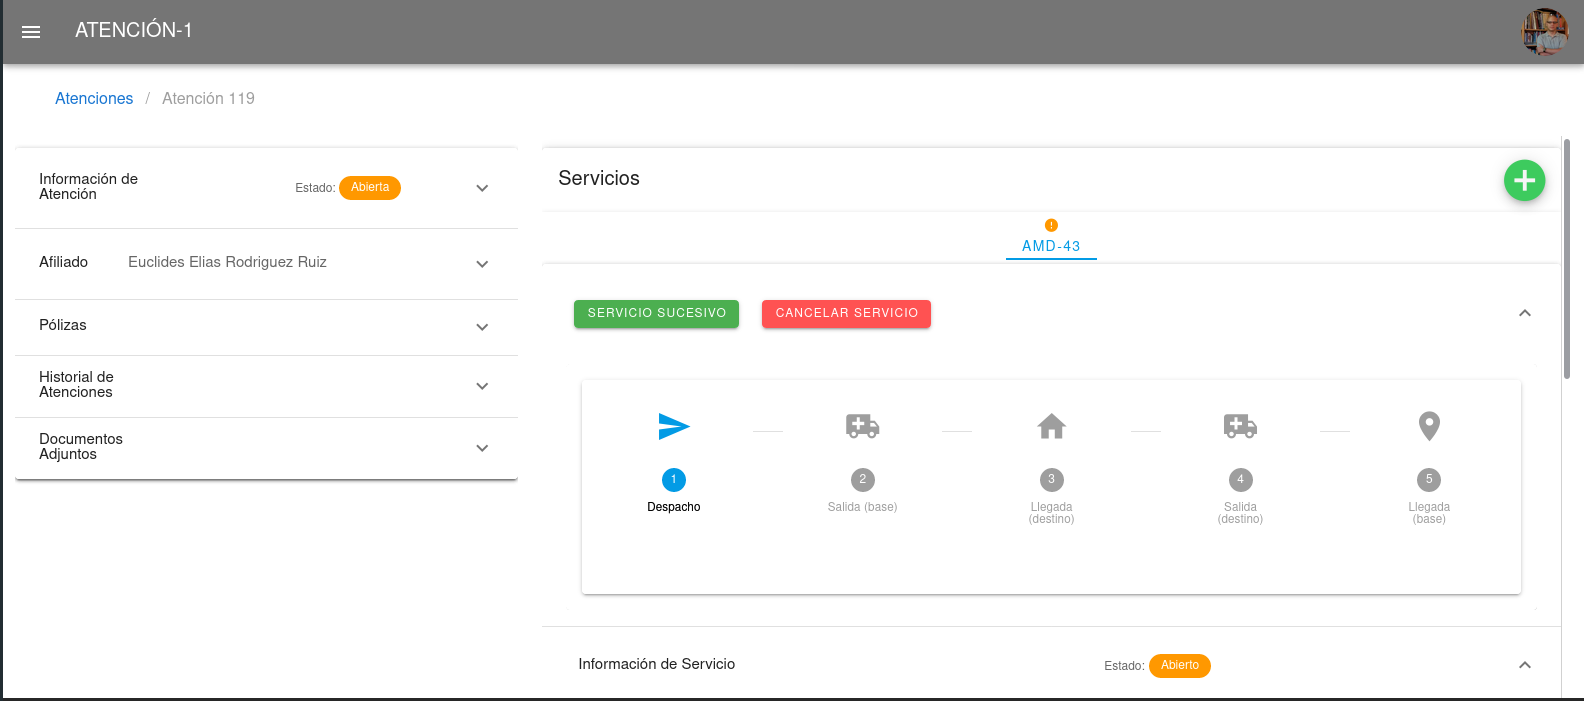 ATENCIÓN-1
Atenciones / Atención 119
Información de
Atención
Estado: Abierta
Afiliado Euclides Elias Rodriguez Ruiz
Pólizas
Historial de
Atenciones
Documentos
Adjuntos
Servicios
AMD-43
SERVICIO SUCESIVO
CANCELAR SERVICIO
1
Despacho
2
Salida (base)
3
Llegada
(destino)
4
Salida
(destino)
5
Llegada
(base)
Información de Servicio
Estado: Abierto